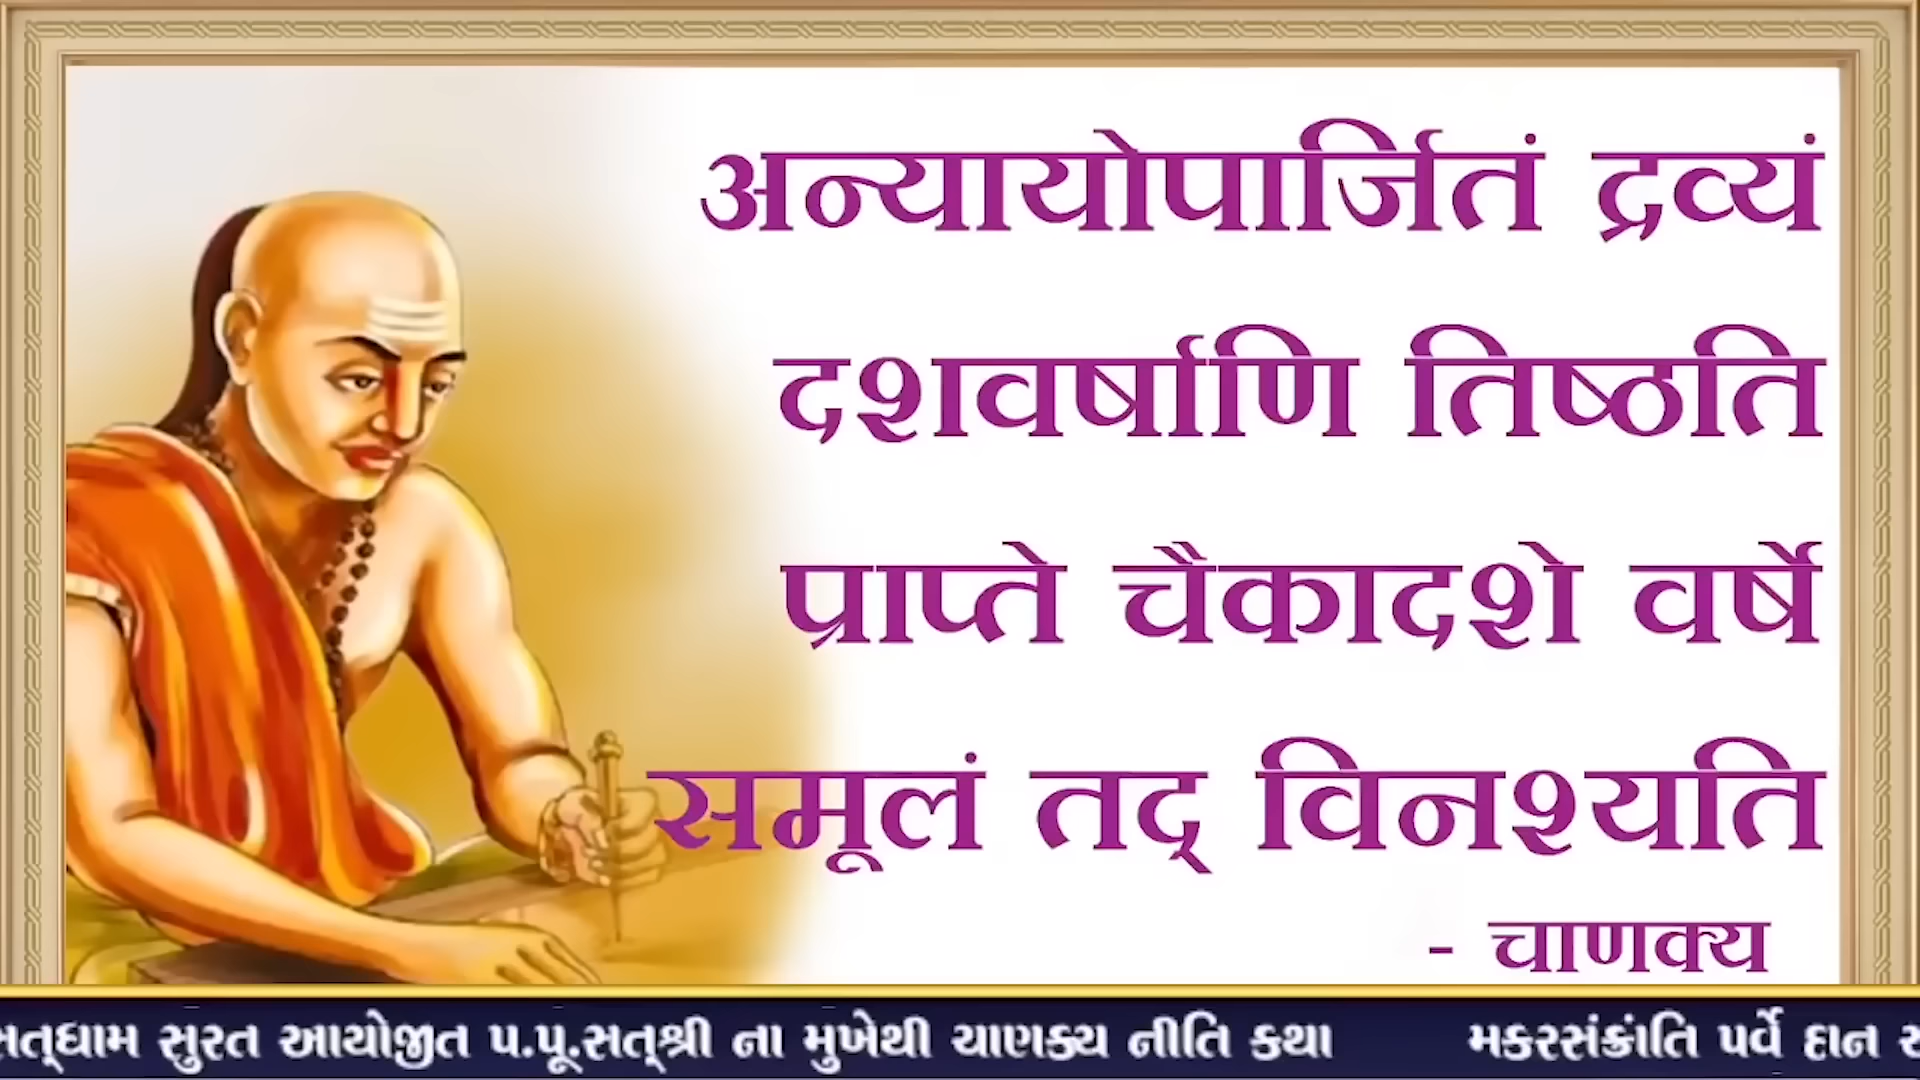 अन्यायोपार्जितं द्रव्यं
दशवर्षाणि तिष्ठति
प्राप्ते चैकादशे वर्षे
समूलं तद् विनश्यति
- चाणक्य
સત્ધામ સુરત આયોજીત પ.પૂ.સત્શ્રી ના મુખેથી ચાણક્ય નીતિ કથા મકરસંક્રાંતિ પર્વે દાન